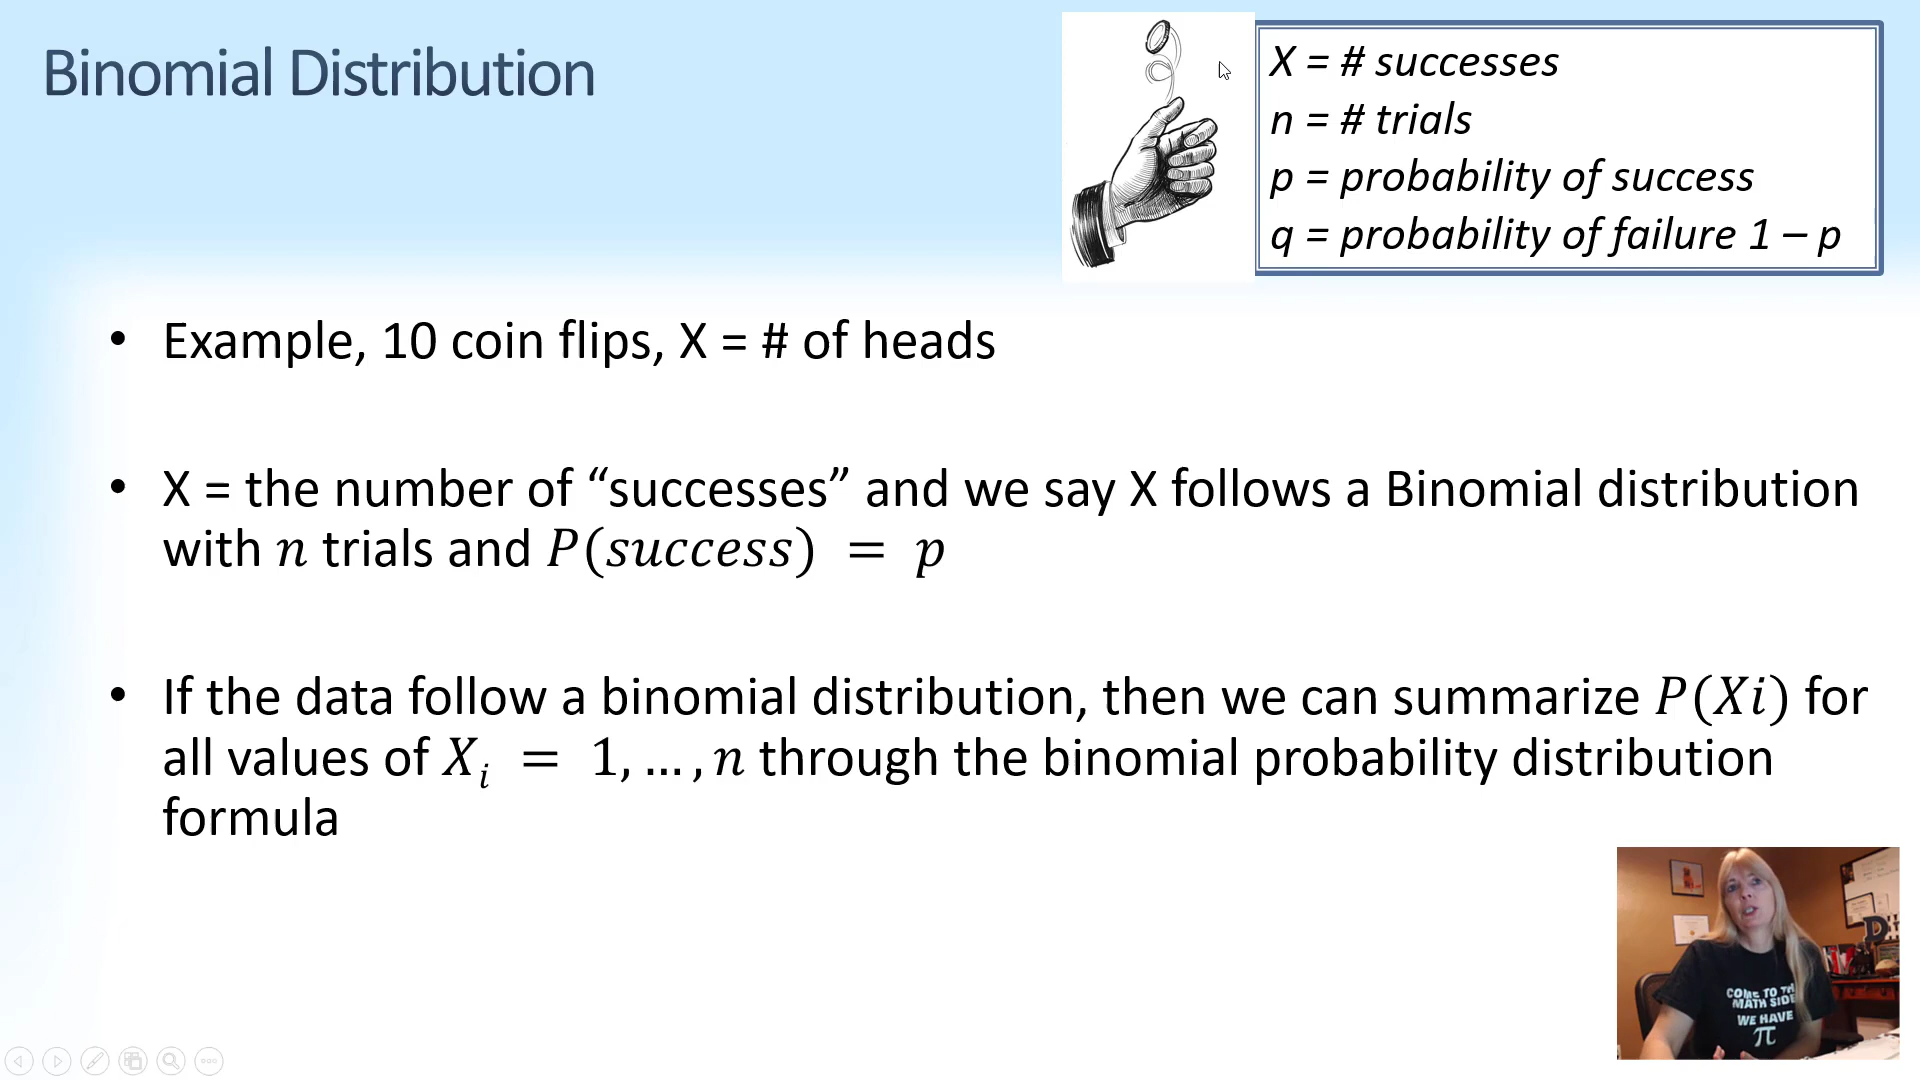 Binomial Distribution
X = # successes
n = # trials
p = probability of success
q = probability of failure 1 – p
• Example, 10 coin flips, X = # of heads
• X = the number of “successes” and we say X follows a Binomial distribution
with n trials and P(success) = p
• If the data follow a binomial distribution, then we can summarize P(Xi) for
all values of Xᵢ = 1, … , n through the binomial probability distribution
formula
COME TO
MATH SIDE
WE HAVE
π